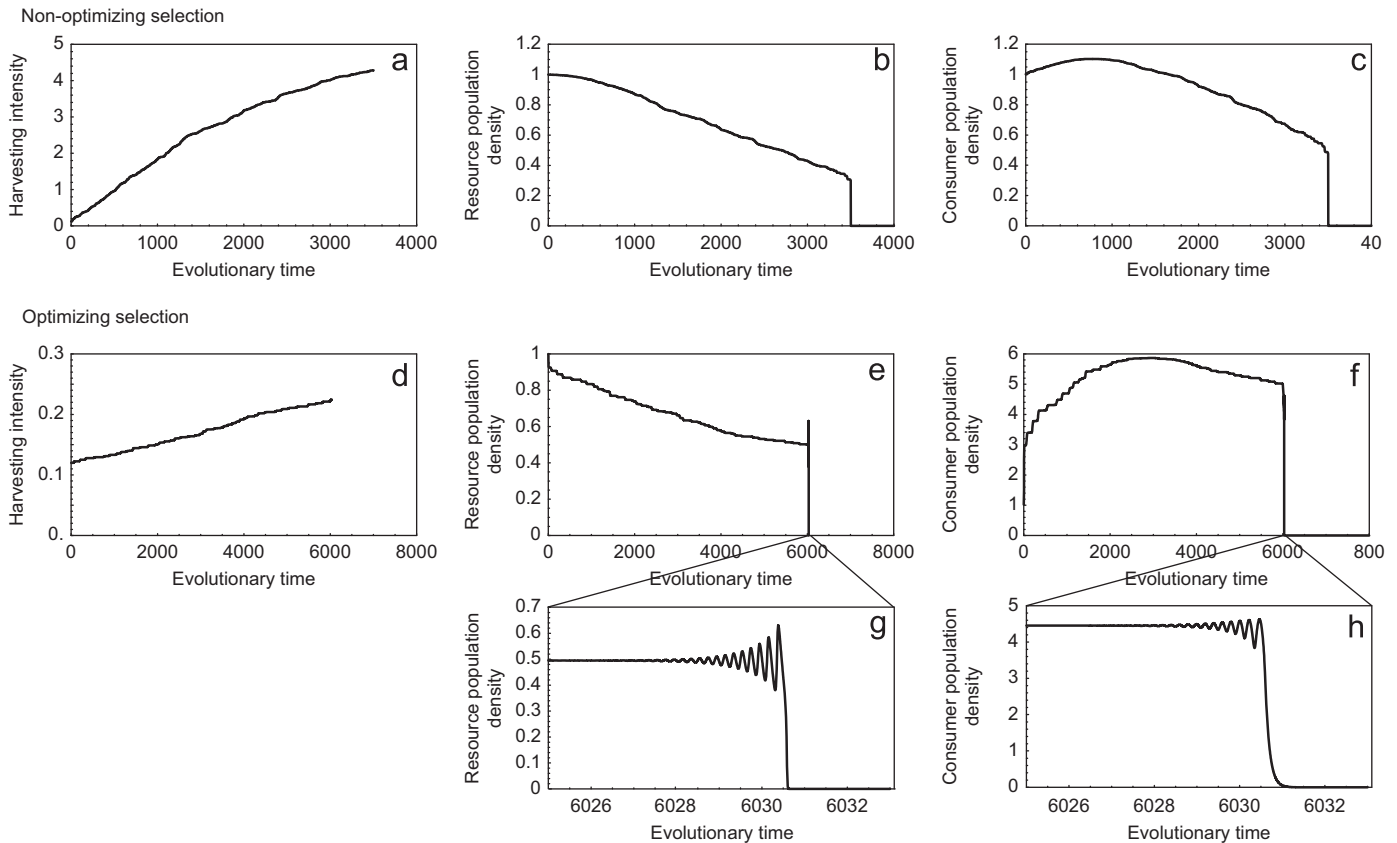 Non-optimizing selection
a
Harvesting intensity
5
4
3
2
1
0
0 1000 2000 3000 4000
Evolutionary time
b
Resource population
density
1.2
1
0.8
0.6
0.4
0.2
0
0 1000 2000 3000 4000
Evolutionary time
c
Consumer population
density
1.2
1
0.8
0.6
0.4
0.2
0
0 1000 2000 3000 40
Evolutionary time
Optimizing selection
d
Harvesting intensity
0.3
0.2
0.1
0.
0 2000 4000 6000 8000
Evolutionary time
e
Resource population
density
1
0.8
0.6
0.4
0.2
0
0 2000 4000 6000 8000
Evolutionary time
f
Consumer population
density
6
5
4
3
2
1
0
0 2000 4000 6000 800
Evolutionary time
g
Resource population
density
0.7
0.6
0.5
0.4
0.3
0.2
0.1
0
6026 6028 6030 6032
Evolutionary time
h
Consumer population
density
5
4
3
2
1
0
6026 6028 6030 6032
Evolutionary time